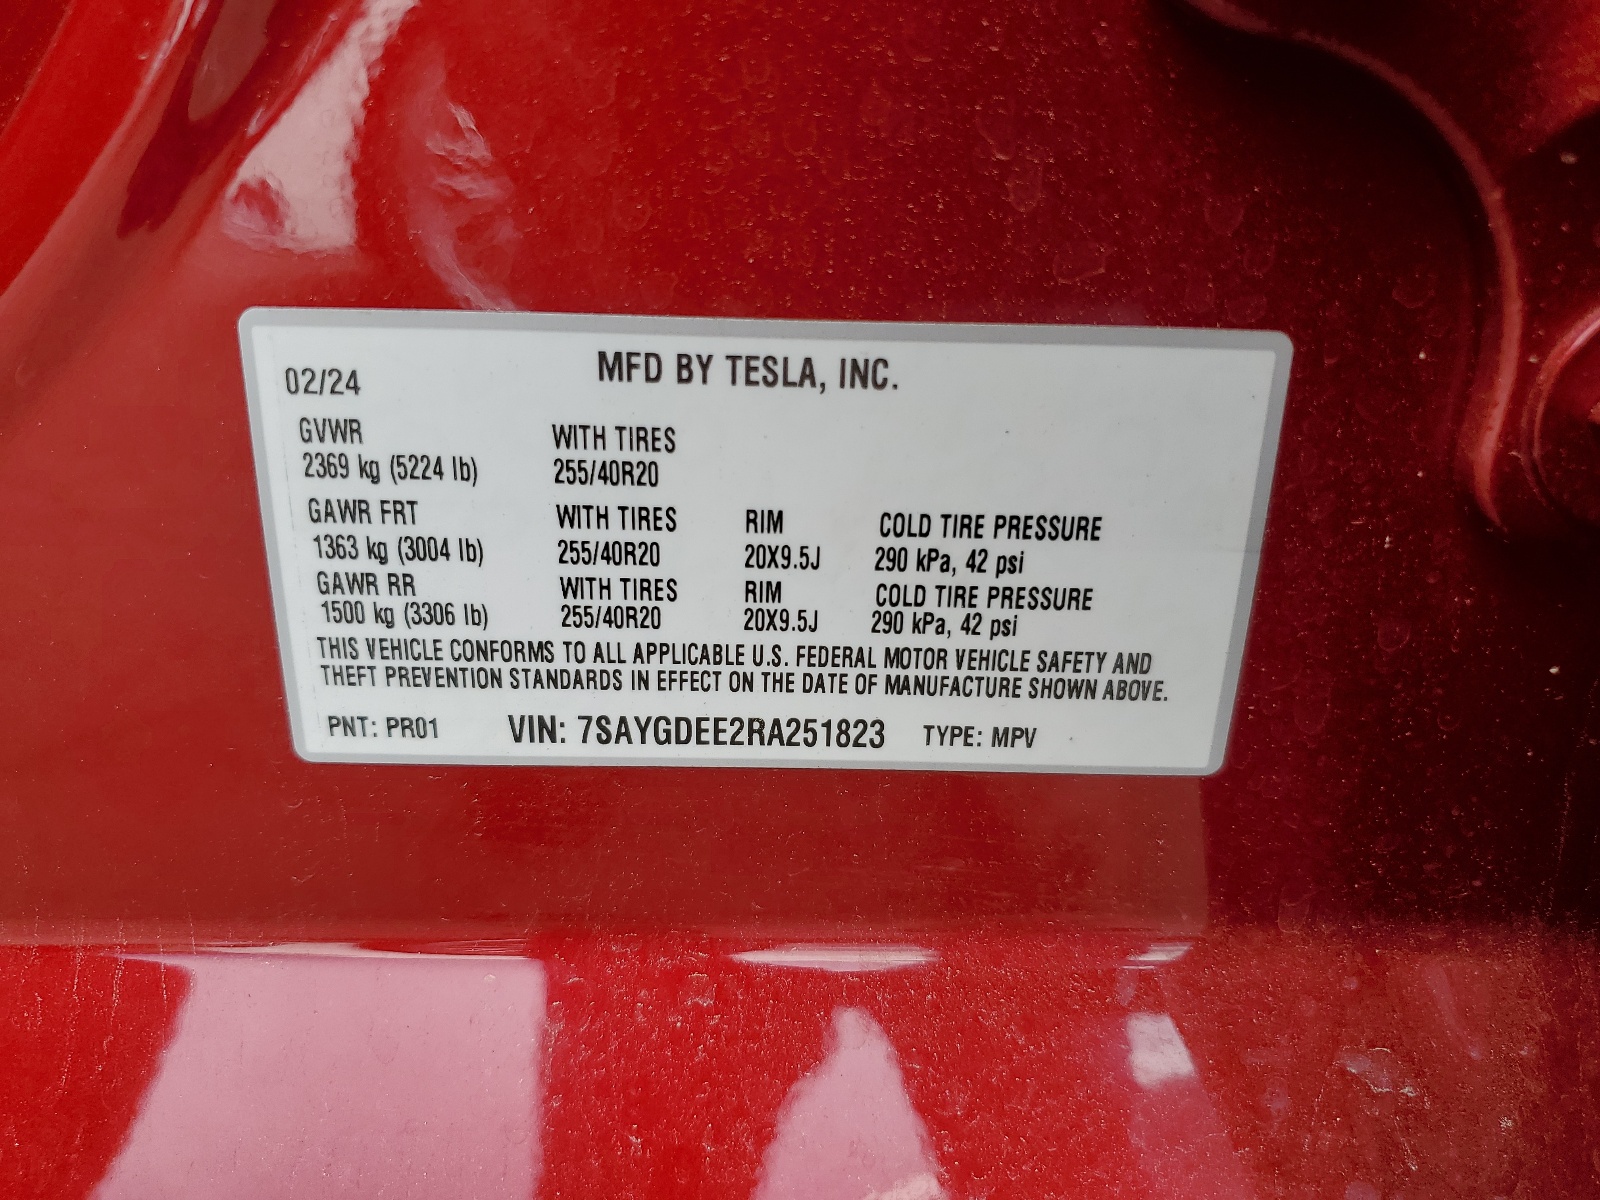 MFD BY TESLA, INC.
02/24
GVWR WITH TIRES
2369 kg (5224 lb) 255/40R20
GAWR FRT WITH TIRES RIM COLD TIRE PRESSURE
1363 kg (3004 lb) 255/40R20 20X9.5J 290 kPa, 42 psi
GAWR RR WITH TIRES RIM COLD TIRE PRESSURE
1500 kg (3306 lb) 255/40R20 20X9.5J 290 kPa, 42 psi
THIS VEHICLE CONFORMS TO ALL APPLICABLE U.S. FEDERAL MOTOR VEHICLE SAFETY AND
THEFT PREVENTION STANDARDS IN EFFECT ON THE DATE OF MANUFACTURE SHOWN ABOVE.
PNT: PR01 VIN: 7SAYGDEE2RA251823 TYPE: MPV